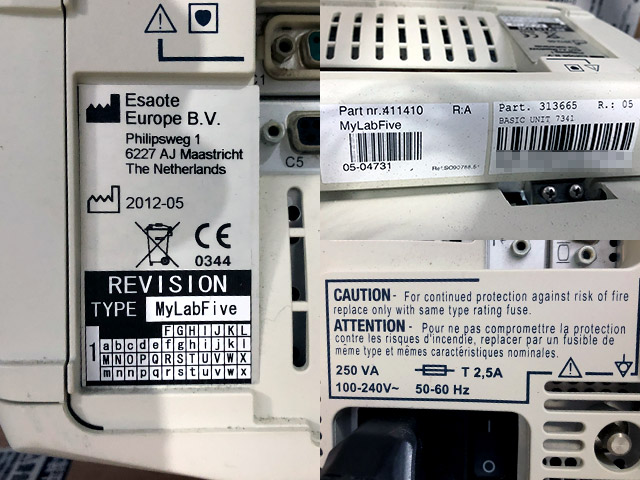 Esaote
Europe B.V.
Philipsweg 1
6227 AJ Maastricht
The Netherlands
2012-05
CE
0344
REVISION
TYPE MyLabFive
FGHIJKL
1 abcdefghijkl
MNOPQRSTUVWX
mnnpqrstuvwx
C5
Part nr.:411410 R:A
MyLabFive
05-04731
Part. 313665 R.: 05
BASIC UNIT 7341
CAUTION - For continued protection against risk of fire
replace only with same type rating fuse.
ATTENTION - Pour ne pas compromettre la protection
contre les risques d'incendie, replacer par un fusible de
même type et mêmes caractéristiques nominales.
250 VA T 2,5A
100-240V~ 50-60 Hz